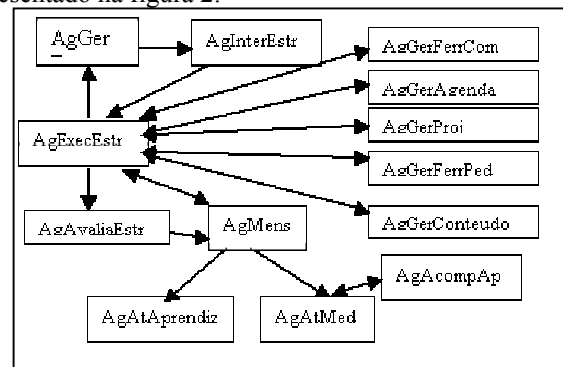 esentado na figura 2.
AgGer
AgInterEstr
AgGerFerrCom
AgGerAgenda
AgGerProj
AgExecEstr
AgGerFerrPed
AgAvaliaEstr
AgMens
AgGerConteudo
AgAcompAp
AgAtAprendiz
AgAtMed